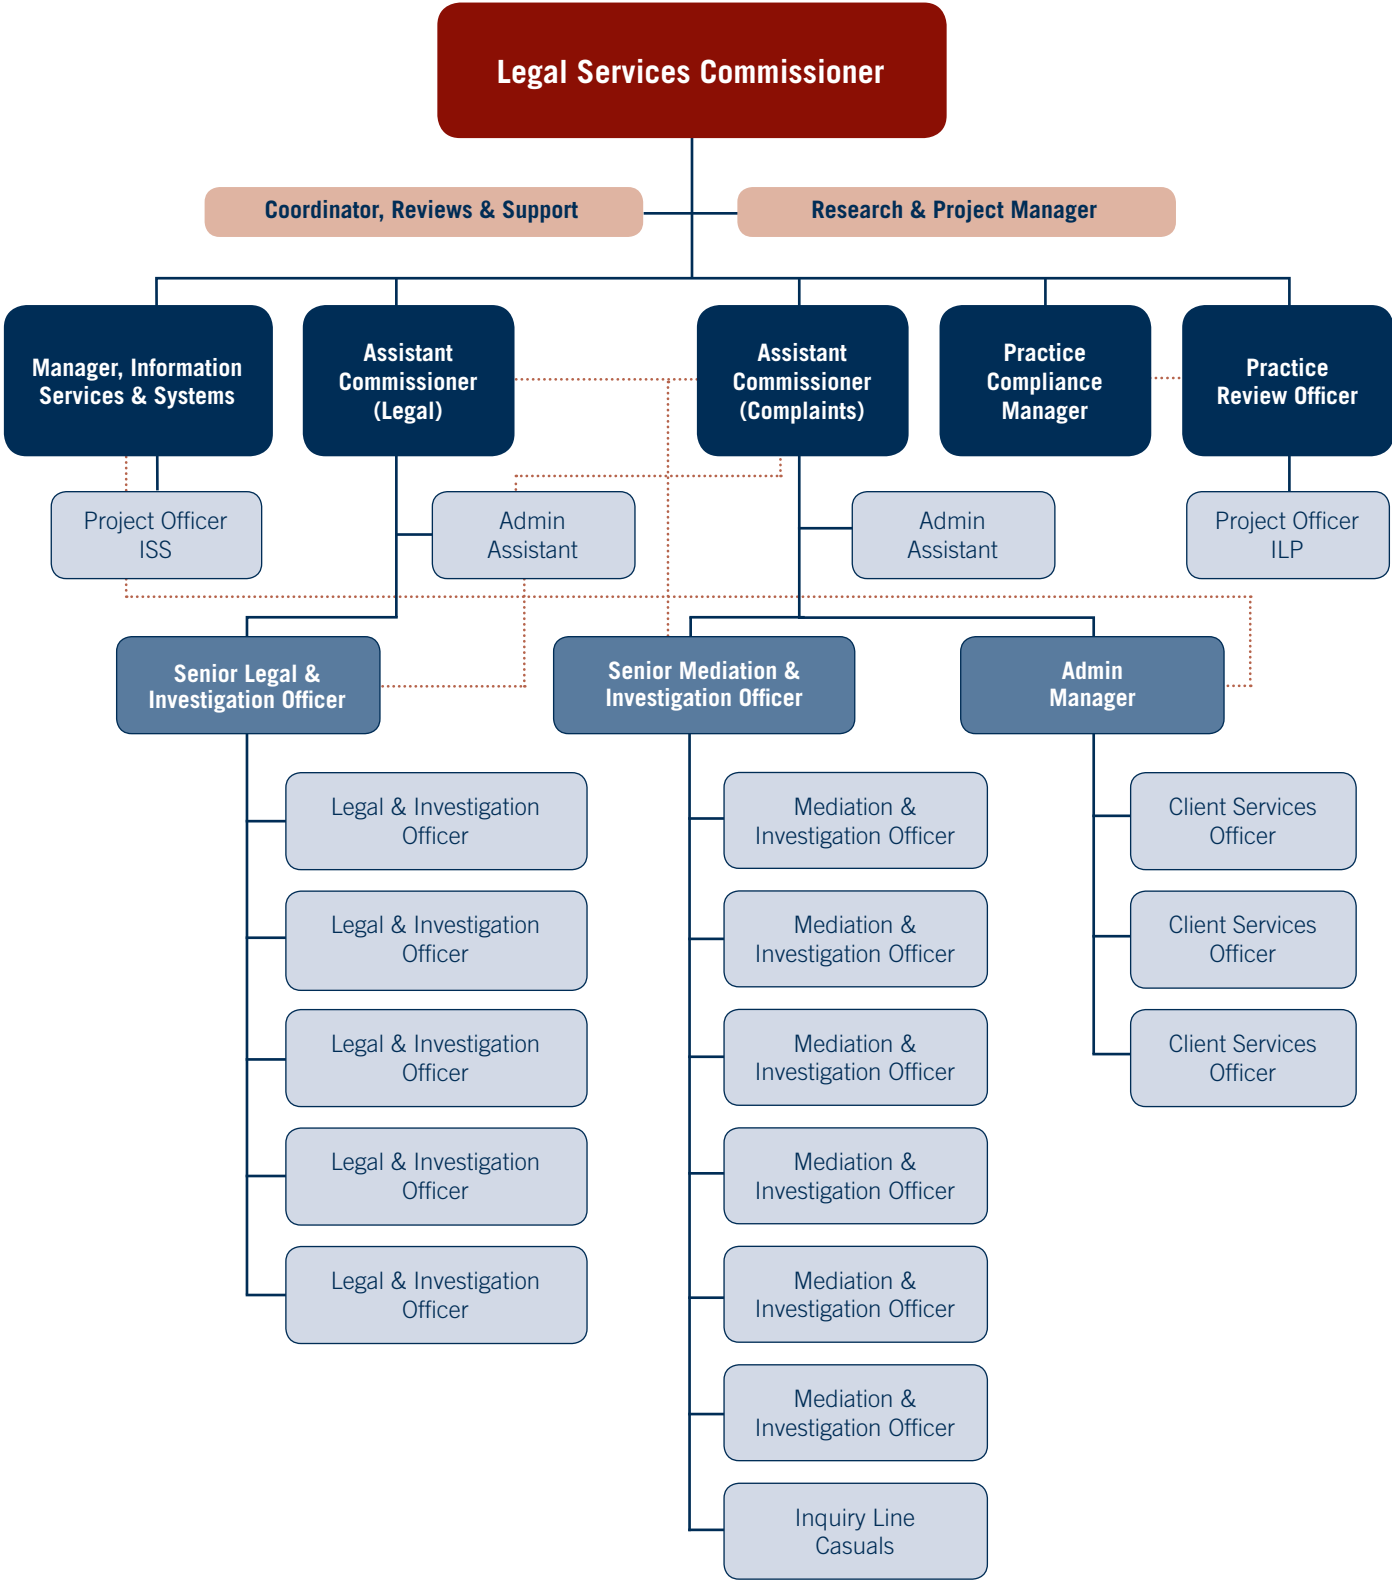 Legal Services Commissioner
Coordinator, Reviews & Support
Research & Project Manager
Manager, Information
Services & Systems
Assistant
Commissioner
(Legal)
Assistant
Commissioner
(Complaints)
Practice
Compliance
Manager
Practice
Review Officer
Project Officer
ISS
Admin
Assistant
Admin
Assistant
Project Officer
ILP
Senior Legal &
Investigation Officer
Senior Mediation &
Investigation Officer
Admin
Manager
Legal & Investigation
Officer
Legal & Investigation
Officer
Legal & Investigation
Officer
Legal & Investigation
Officer
Legal & Investigation
Officer
Mediation &
Investigation Officer
Mediation &
Investigation Officer
Mediation &
Investigation Officer
Mediation &
Investigation Officer
Mediation &
Investigation Officer
Mediation &
Investigation Officer
Inquiry Line
Casuals
Client Services
Officer
Client Services
Officer
Client Services
Officer